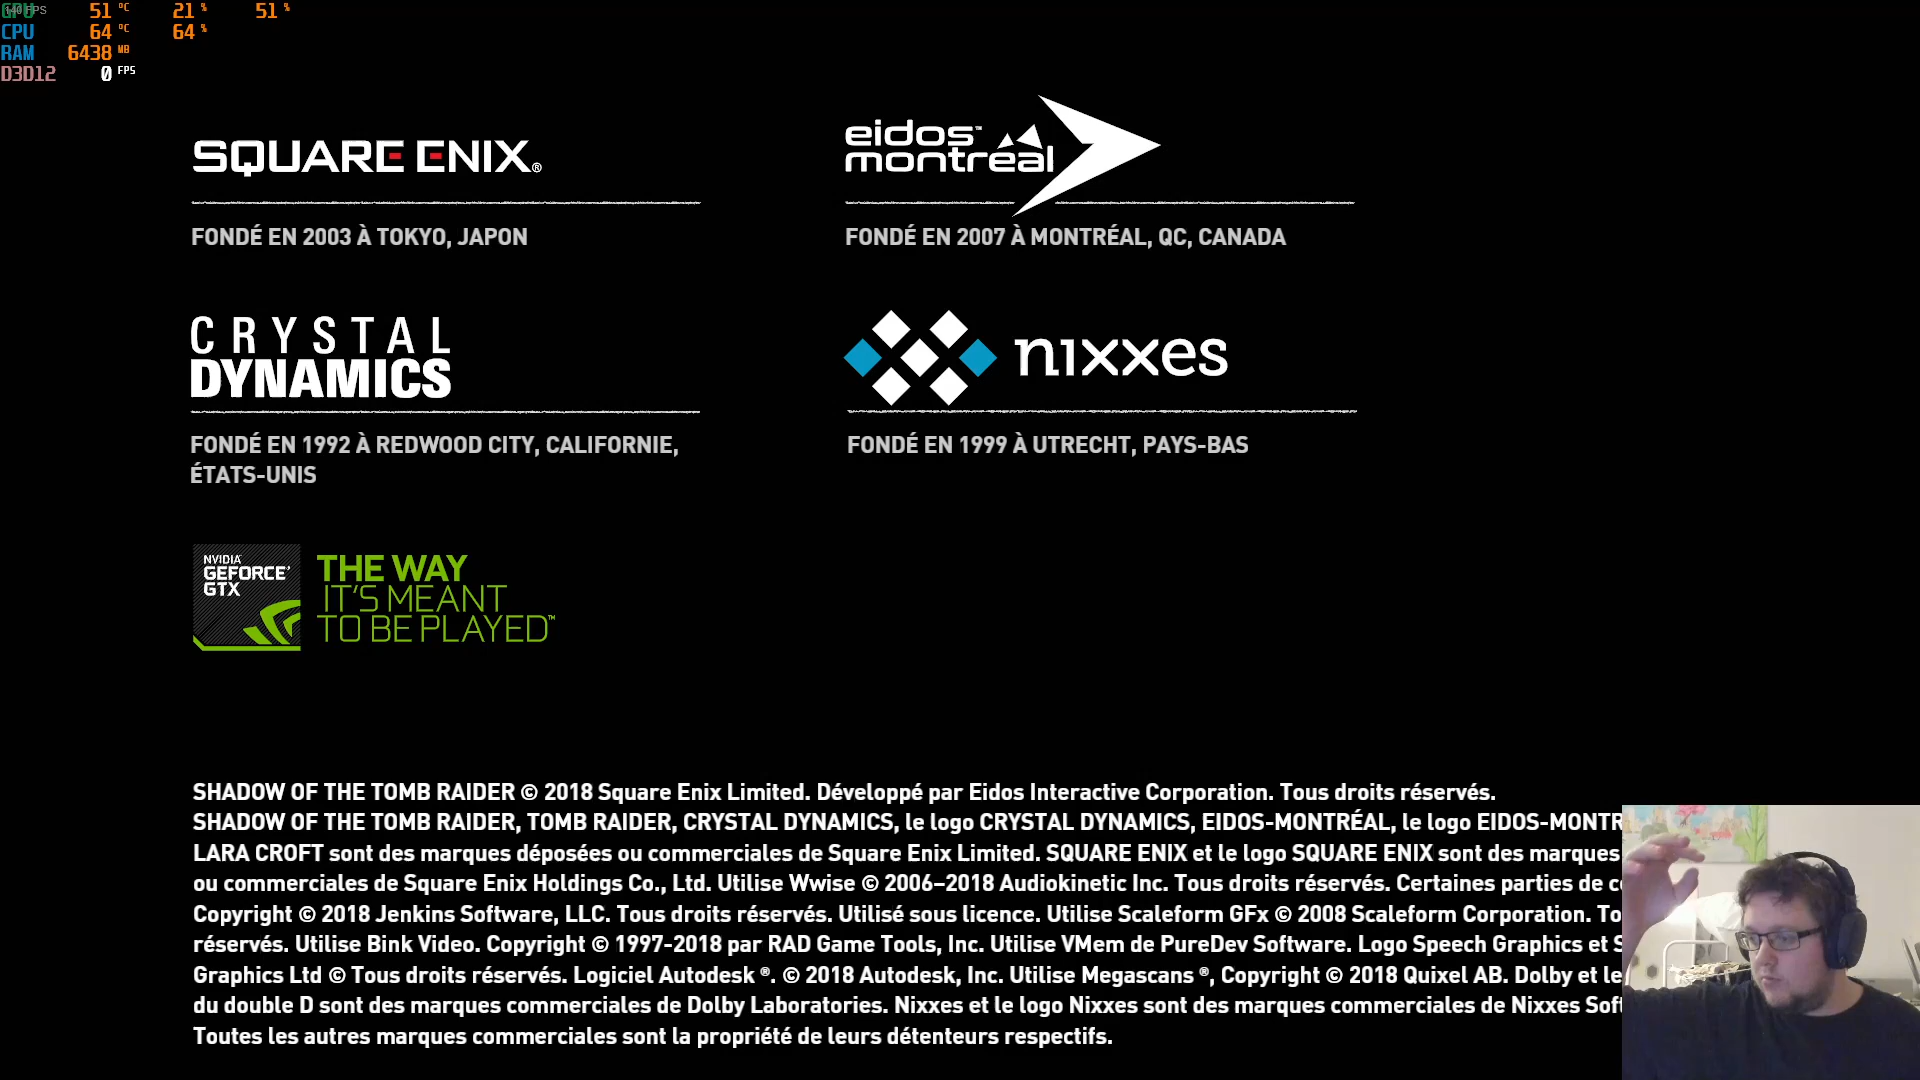 GPU 51 °C 21 % 51 %
CPU 64 °C 64 %
RAM 6438 MB
D3D12 0 FPS
SQUARE ENIX®
FONDÉ EN 2003 À TOKYO, JAPON
eidos™
montréal
FONDÉ EN 2007 À MONTRÉAL, QC, CANADA
CRYSTAL
DYNAMICS
FONDÉ EN 1992 À REDWOOD CITY, CALIFORNIE,
ÉTATS-UNIS
nixxes
FONDÉ EN 1999 À UTRECHT, PAYS-BAS
NVIDIA
GEFORCE®
GTX
THE WAY
IT'S MEANT
TO BE PLAYED™
SHADOW OF THE TOMB RAIDER © 2018 Square Enix Limited. Développé par Eidos Interactive Corporation. Tous droits réservés.
SHADOW OF THE TOMB RAIDER, TOMB RAIDER, CRYSTAL DYNAMICS, le logo CRYSTAL DYNAMICS, EIDOS-MONTRÉAL, le logo EIDOS-MONTR
LARA CROFT sont des marques déposées ou commerciales de Square Enix Limited. SQUARE ENIX et le logo SQUARE ENIX sont des marques
ou commerciales de Square Enix Holdings Co., Ltd. Utilise Wwise © 2006–2018 Audiokinetic Inc. Tous droits réservés. Certaines parties de
Copyright © 2018 Jenkins Software, LLC. Tous droits réservés. Utilisé sous licence. Utilise Scaleform GFx © 2008 Scaleform Corporation. To
réservés. Utilise Bink Video. Copyright © 1997-2018 par RAD Game Tools, Inc. Utilise VMem de PureDev Software. Logo Speech Graphics et S
Graphics Ltd © Tous droits réservés. Logiciel Autodesk ®. © 2018 Autodesk, Inc. Utilise Megascans ®, Copyright © 2018 Quixel AB. Dolby et le
du double D sont des marques commerciales de Dolby Laboratories. Nixxes et le logo Nixxes sont des marques commerciales de Nixxes Soft
Toutes les autres marques commerciales sont la propriété de leurs détenteurs respectifs.